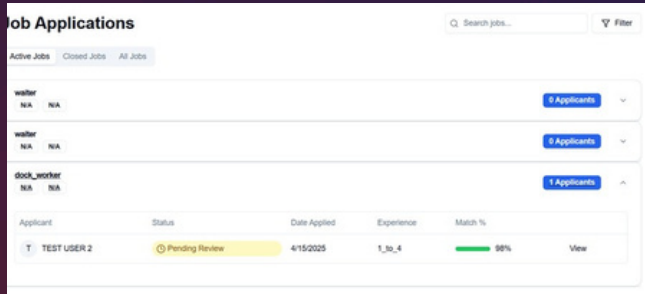 Job Applications
Search jobs...
Filter
Active Jobs Closed Jobs All Jobs
waiter
N/A N/A
0 Applicants
waiter
N/A N/A
0 Applicants
dock_worker
N/A N/A
1 Applicants
Applicant Status Date Applied Experience Match %
T TEST USER 2 Pending Review 4/15/2025 1_to_4 98% View